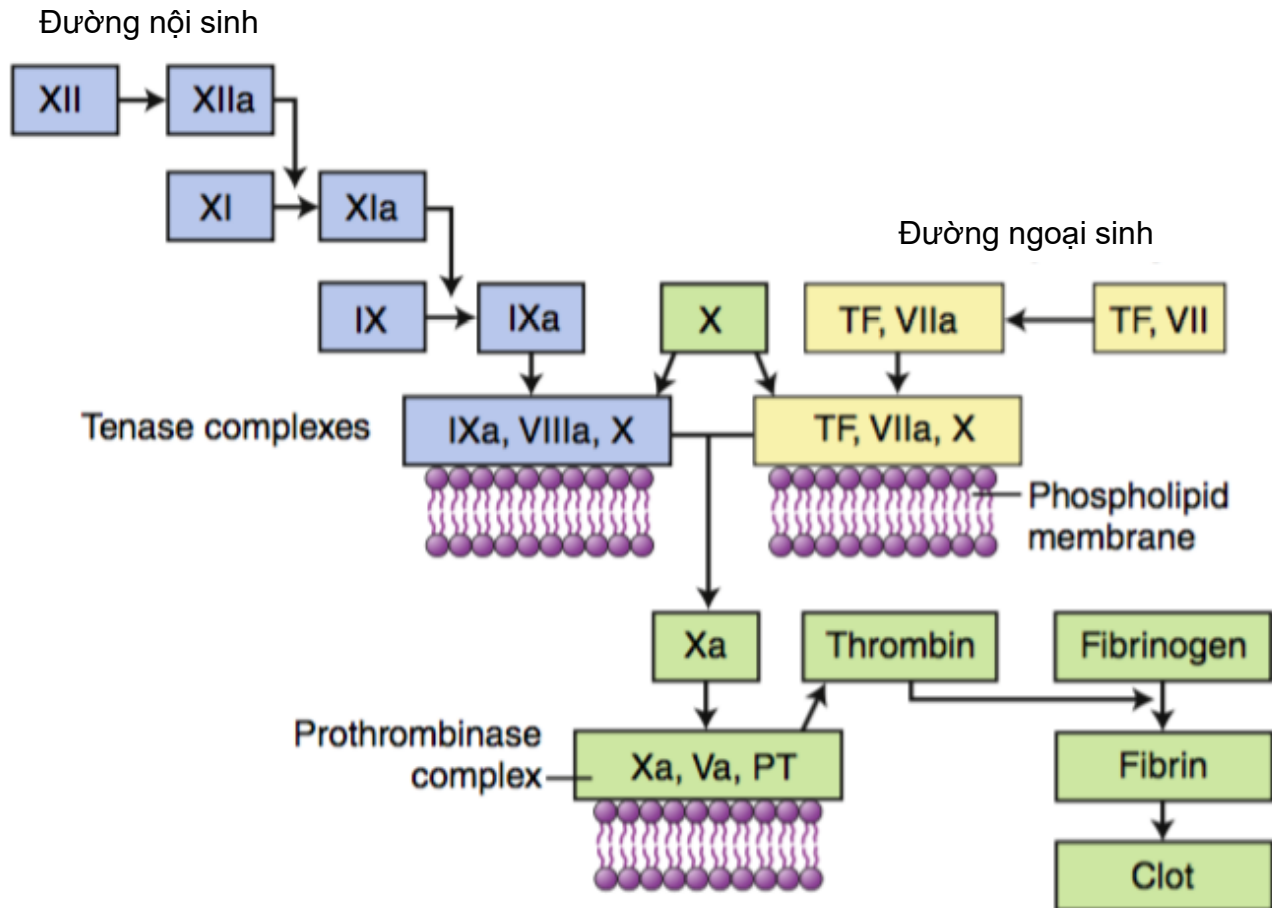 Đường nội sinh
XII
XIIa
XI
XIa
Đường ngoại sinh
IX
IXa
X
TF, VIIa
TF, VII
Tenase complexes
IXa, VIIIa, X
TF, VIIa, X
Phospholipid
membrane
Xa
Thrombin
Fibrinogen
Prothrombinase
complex
Xa, Va, PT
Fibrin
Clot